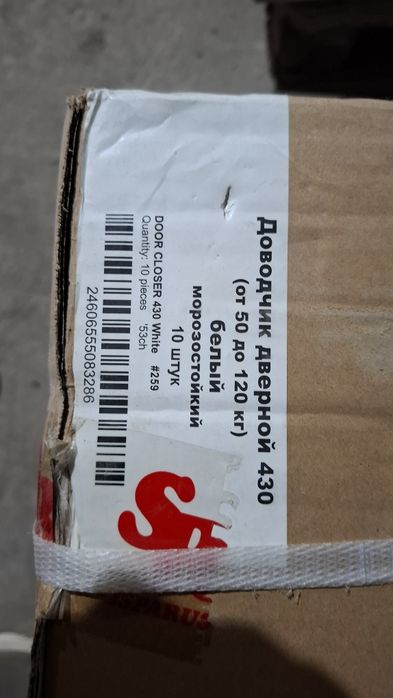 Доводчик дверной 430
(от 50 до 120 кг)
белый
морозостойкий
10 штук
DOOR CLOSER 430 White #259
Quantity: 10 pieces '53ch
2460655083286